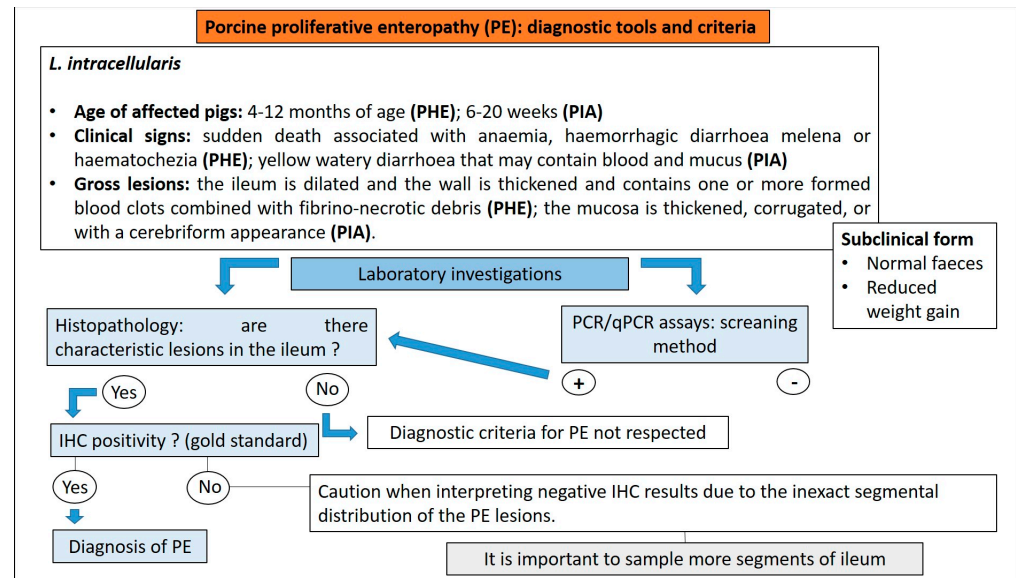 Porcine proliferative enteropathy (PE): diagnostic tools and criteria
L. intracellularis
• Age of affected pigs: 4-12 months of age (PHE); 6-20 weeks (PIA)
• Clinical signs: sudden death associated with anaemia, haemorrhagic diarrhoea melena or
haematochezia (PHE); yellow watery diarrhoea that may contain blood and mucus (PIA)
• Gross lesions: the ileum is dilated and the wall is thickened and contains one or more formed
blood clots combined with fibrino-necrotic debris (PHE); the mucosa is thickened, corrugated, or
with a cerebriform appearance (PIA).
Subclinical form
• Normal faeces
• Reduced
weight gain
Laboratory investigations
Histopathology: are there
characteristic lesions in the ileum ?
PCR/qPCR assays: screaning
method
+
-
Yes
No
IHC positivity ? (gold standard)
Diagnostic criteria for PE not respected
Yes
No
Caution when interpreting negative IHC results due to the inexact segmental
distribution of the PE lesions.
Diagnosis of PE
It is important to sample more segments of ileum